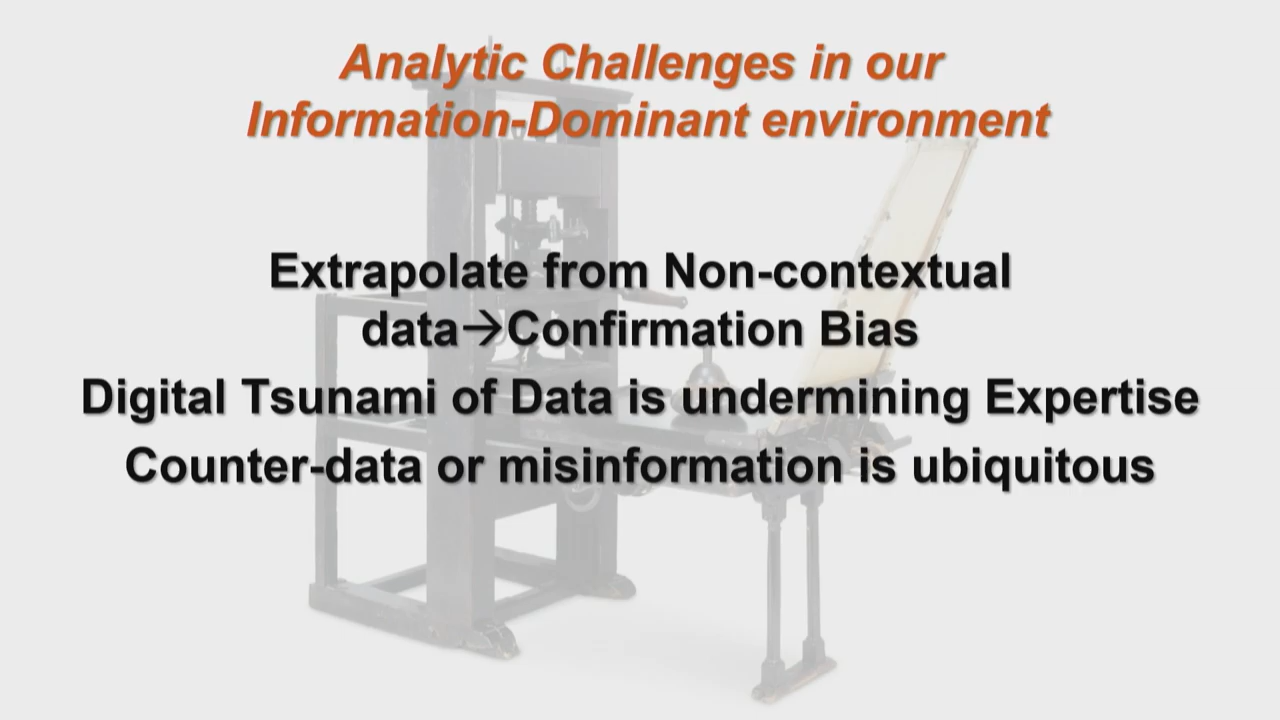 Analytic Challenges in our
Information-Dominant environment
Extrapolate from Non-contextual
data→Confirmation Bias
Digital Tsunami of Data is undermining Expertise
Counter-data or misinformation is ubiquitous